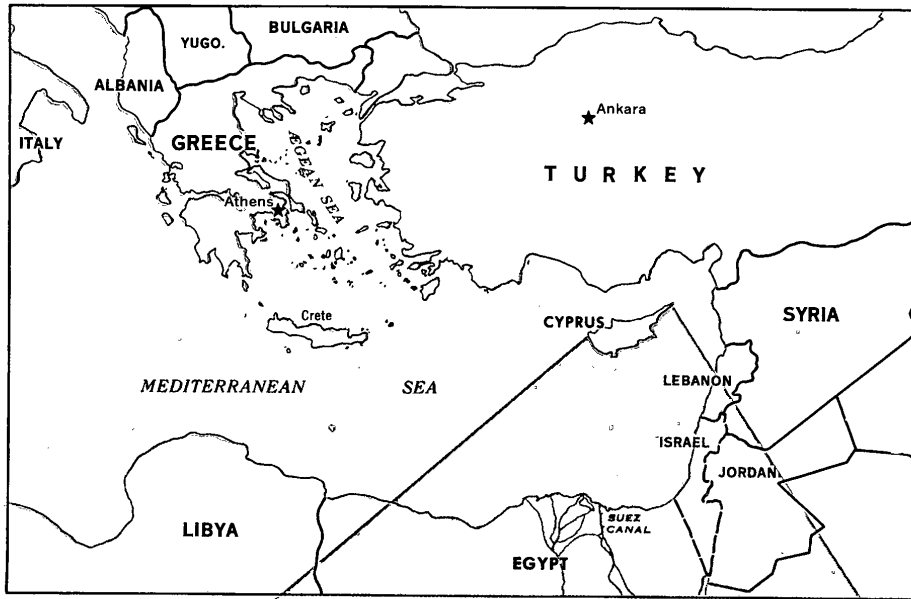 BULGARIA
YUGO.
ALBANIA
Ankara
ITALY
GREECE
ÆGEAN SEA
TURKEY
Athens
Crete
CYPRUS
SYRIA
LEBANON
MEDITERRANEAN SEA
ISRAEL
JORDAN
SUEZ
CANAL
LIBYA
EGYPT